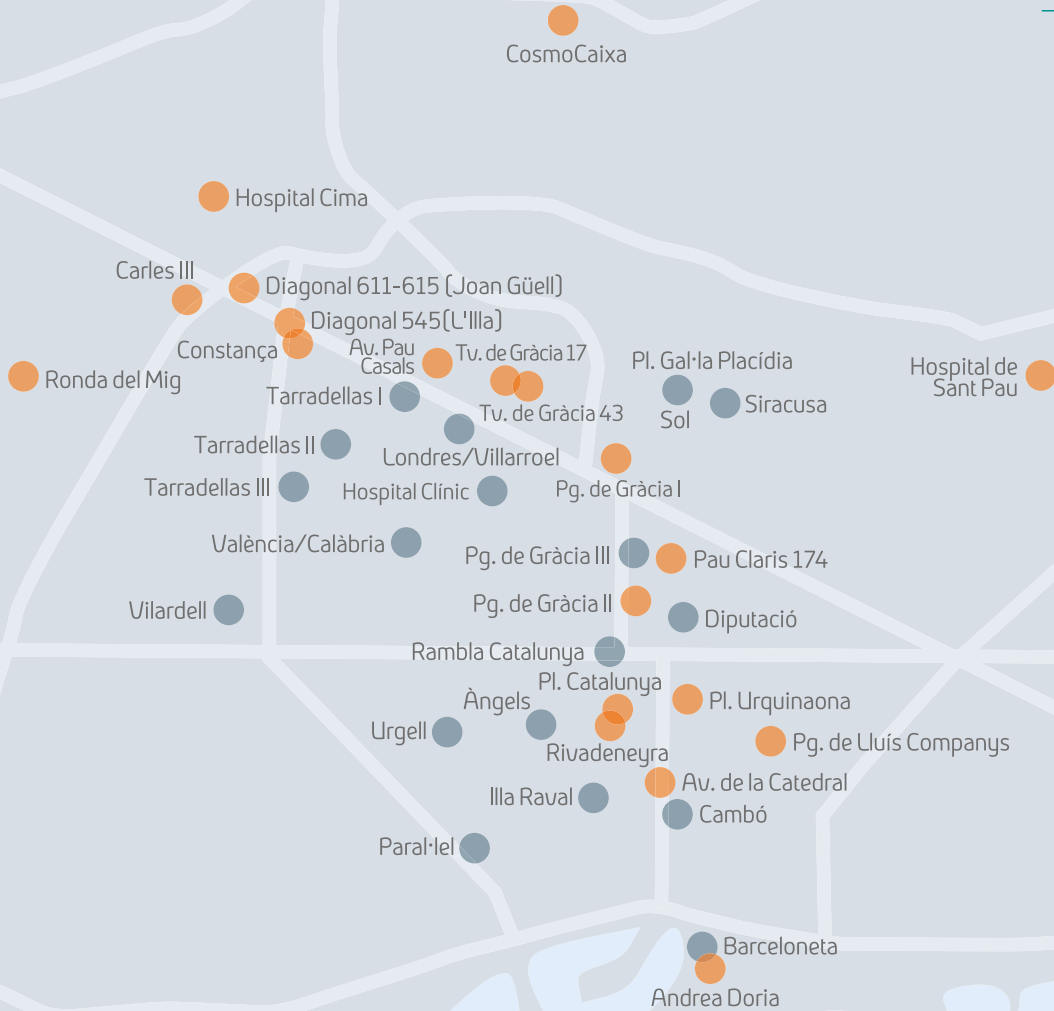 CosmoCaixa
Hospital Cima
Carles III
Diagonal 611-615 (Joan Güell)
Diagonal 545(L'Illa)
Constança
Av. Pau
Casals
Tv. de Gràcia 17
Pl. Gal·la Placídia
Hospital de
Sant Pau
Ronda del Mig
Tarradellas I
Tv. de Gràcia 43
Sol
Siracusa
Tarradellas II
Londres/Villarroel
Tarradellas III
Hospital Clínic
Pg. de Gràcia I
València/Calàbria
Pg. de Gràcia III
Pau Claris 174
Vilardell
Pg. de Gràcia II
Diputació
Rambla Catalunya
Pl. Catalunya
Àngels
Pl. Urquinaona
Urgell
Rivadeneyra
Pg. de Lluís Companys
Av. de la Catedral
Illa Raval
Cambó
Paral·lel
Barceloneta
Andrea Doria